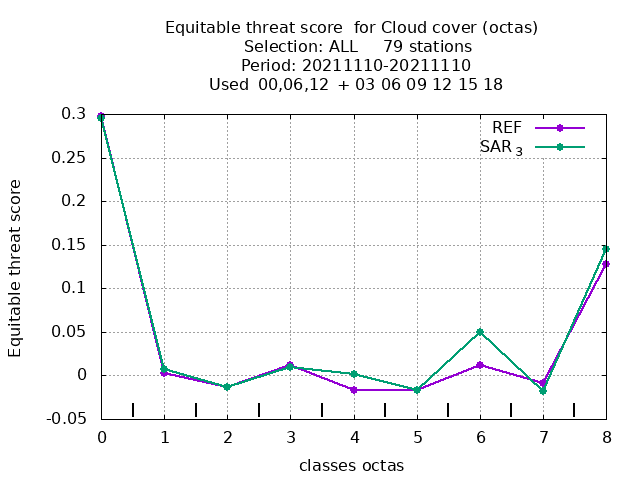 Equitable threat score  for Cloud cover (octas)
Selection: ALL     79 stations
Period: 20211110-20211110
Used  00,06,12  + 03 06 09 12 15 18
REF
SAR 3
0.3
0.25
0.2
0.15
0.1
0.05
0
-0.05
Equitable threat score
0 1 2 3 4 5 6 7 8
classes octas